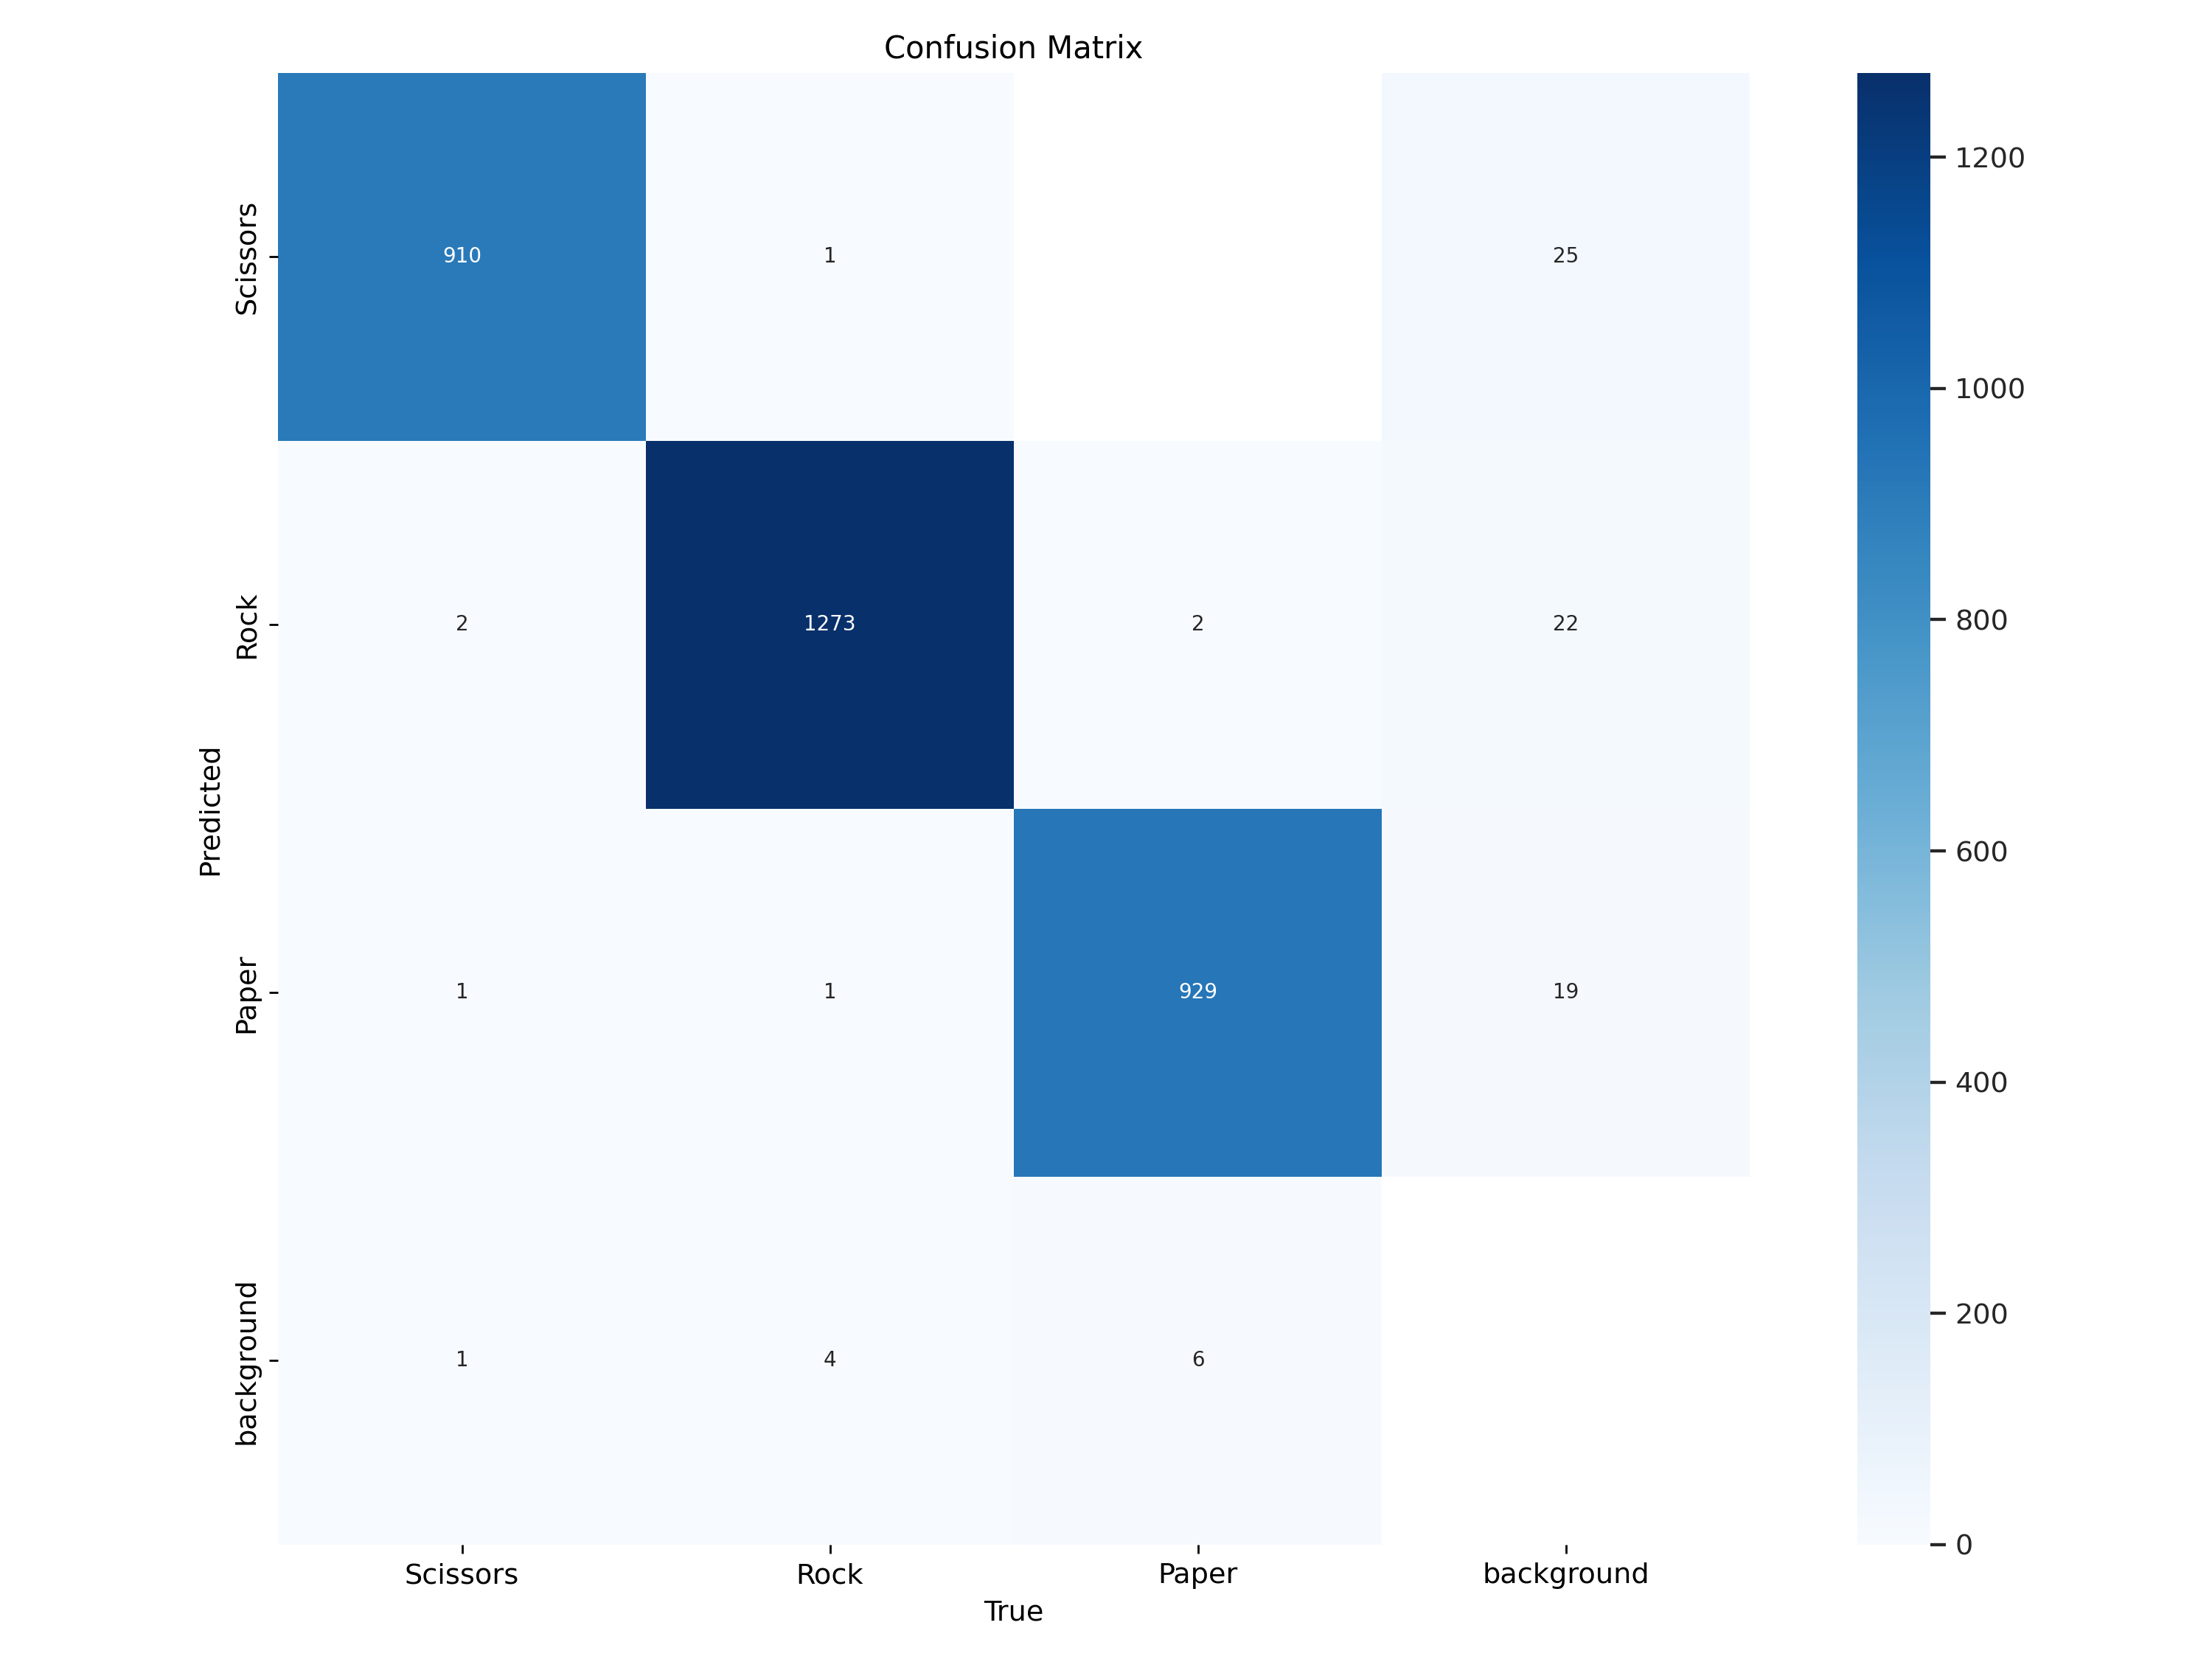 Confusion Matrix
Scissors
910
1
25
1200
1000
Rock
2
1273
2
22
800
Predicted
600
Paper
1
1
929
19
400
background
1
4
6
200
0
Scissors
Rock
Paper
background
True